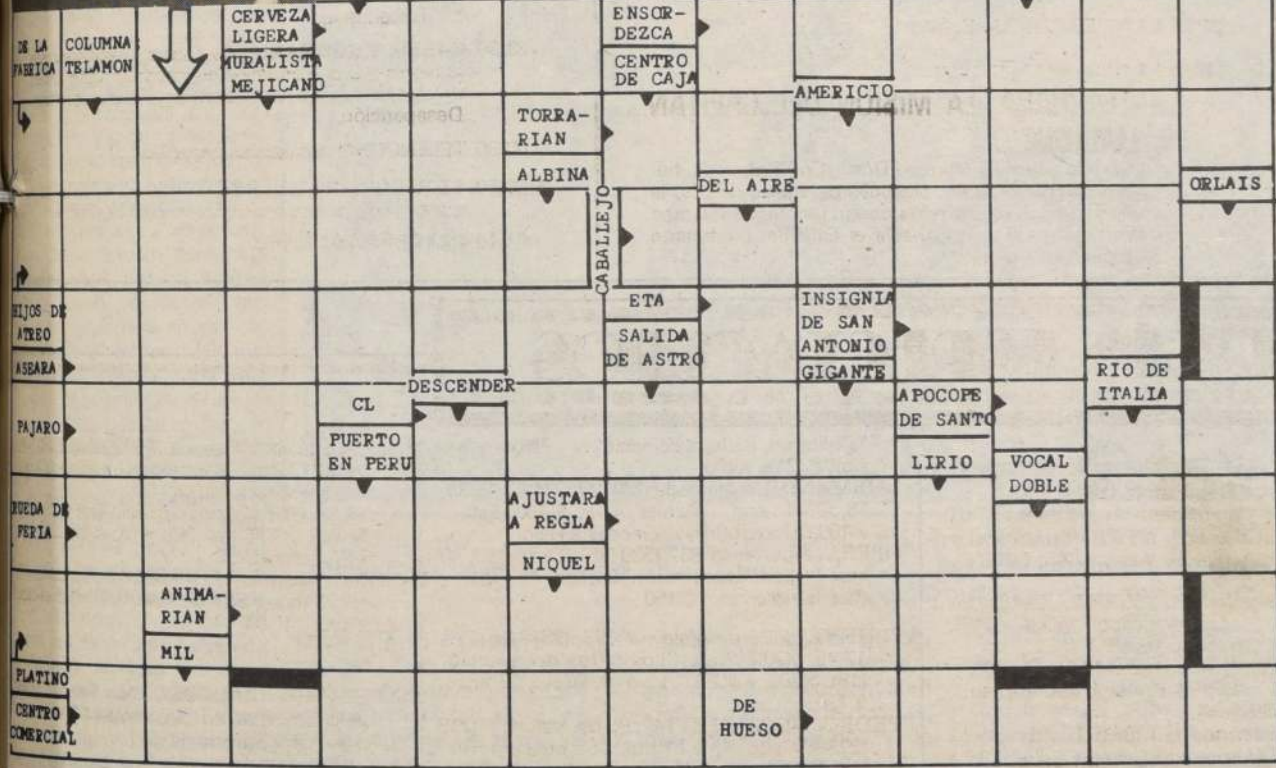 CERVEZA
LIGERA
ENSOR-
DEZCA
DE LA
FABRICA
COLUMNA
TELAMON
MURALISTA
MEJICANO
CENTRO
DE CAJA
AMERICIO
TORRA-
RIAN
ALBINA
CABALLEJO
DEL AIRE
ORLAIS
HIJOS DE
ATREO
ASEARA
ETA
SALIDA
DE ASTRO
INSIGNIA
DE SAN
ANTONIO
GIGANTE
RIO DE
ITALIA
PAJARO
CL
DESCENDER
PUERTO
EN PERU
APOCOPE
DE SANTO
LIRIO
VOCAL
DOBLE
RUEDA DE
FERIA
AJUSTARA
A REGLA
NIQUEL
ANIMA-
RIAN
MIL
PLATINO
CENTRO
COMERCIAL
DE
HUESO